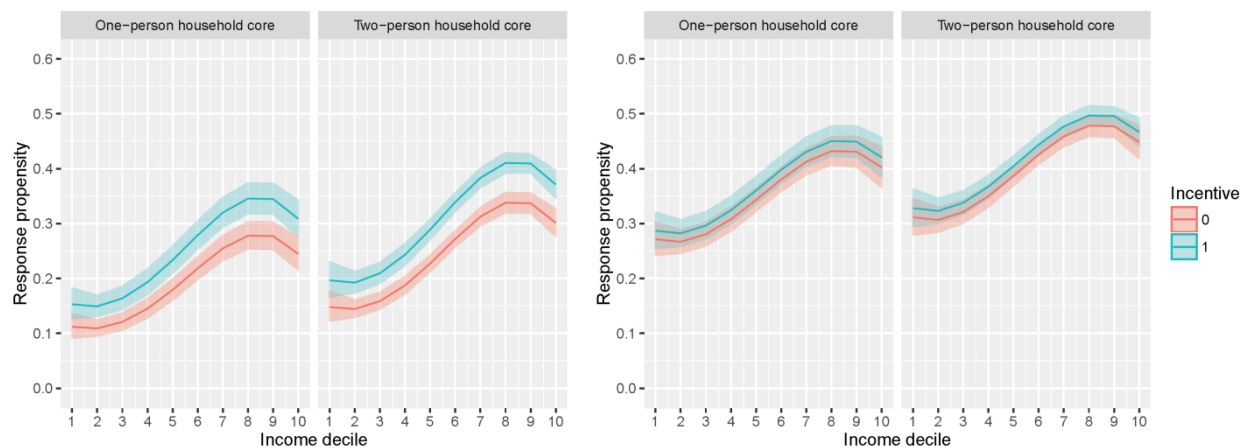 One−person household core
Two−person household core
One−person household core
Two−person household core
Response propensity
0.6
0.5
0.4
0.3
0.2
0.1
0.0
1 2 3 4 5 6 7 8 9 10
1 2 3 4 5 6 7 8 9 10
Income decile
Response propensity
0.6
0.5
0.4
0.3
0.2
0.1
0.0
1 2 3 4 5 6 7 8 9 10
1 2 3 4 5 6 7 8 9 10
Income decile
Incentive
0
1